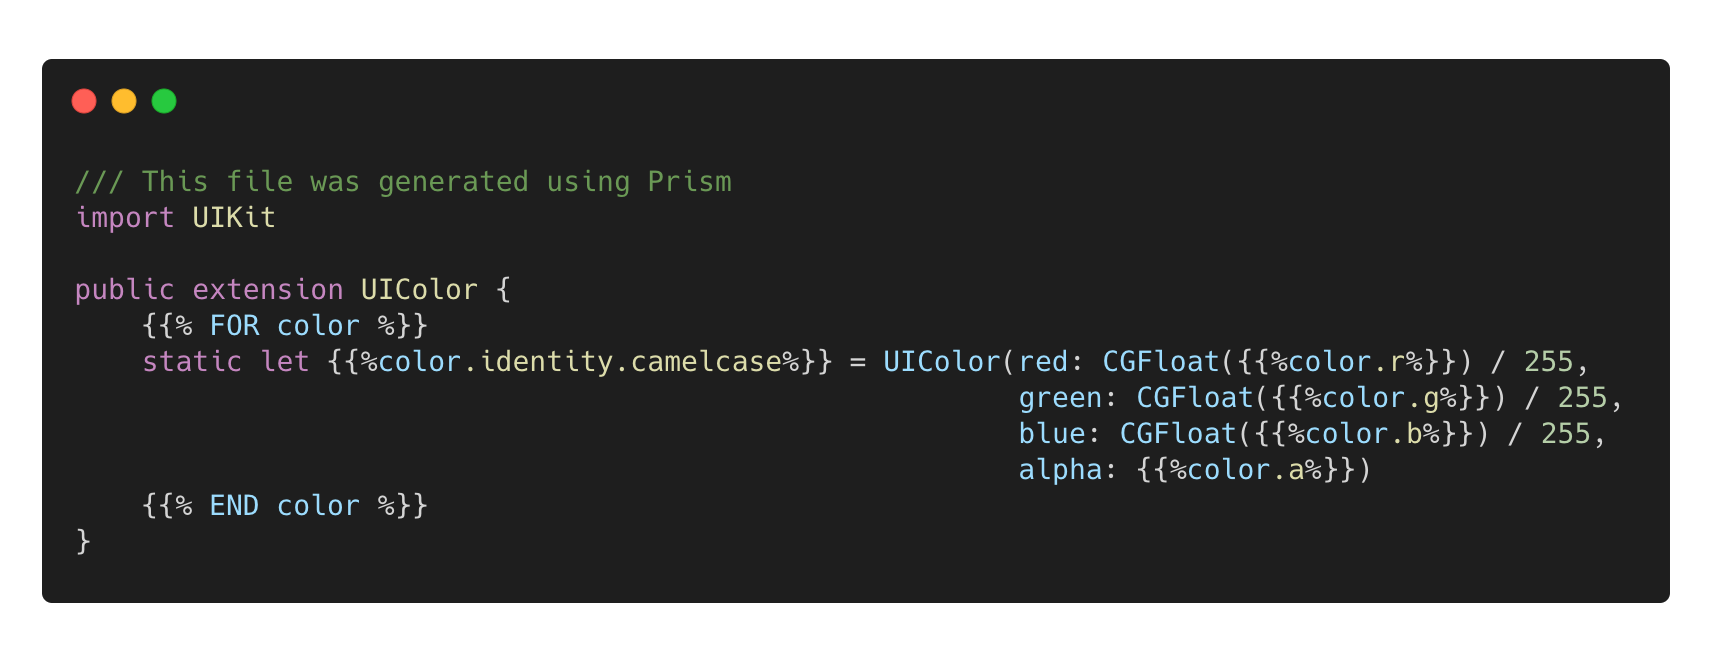 /// This file was generated using Prism
import UIKit
public extension UIColor {
{{% FOR color %}}
static let {{%color.identity.camelcase%}} = UIColor(red: CGFloat({{%color.r%}}) / 255,
green: CGFloat({{%color.g%}}) / 255,
blue: CGFloat({{%color.b%}}) / 255,
alpha: {{%color.a%}})
{{% END color %}}
}